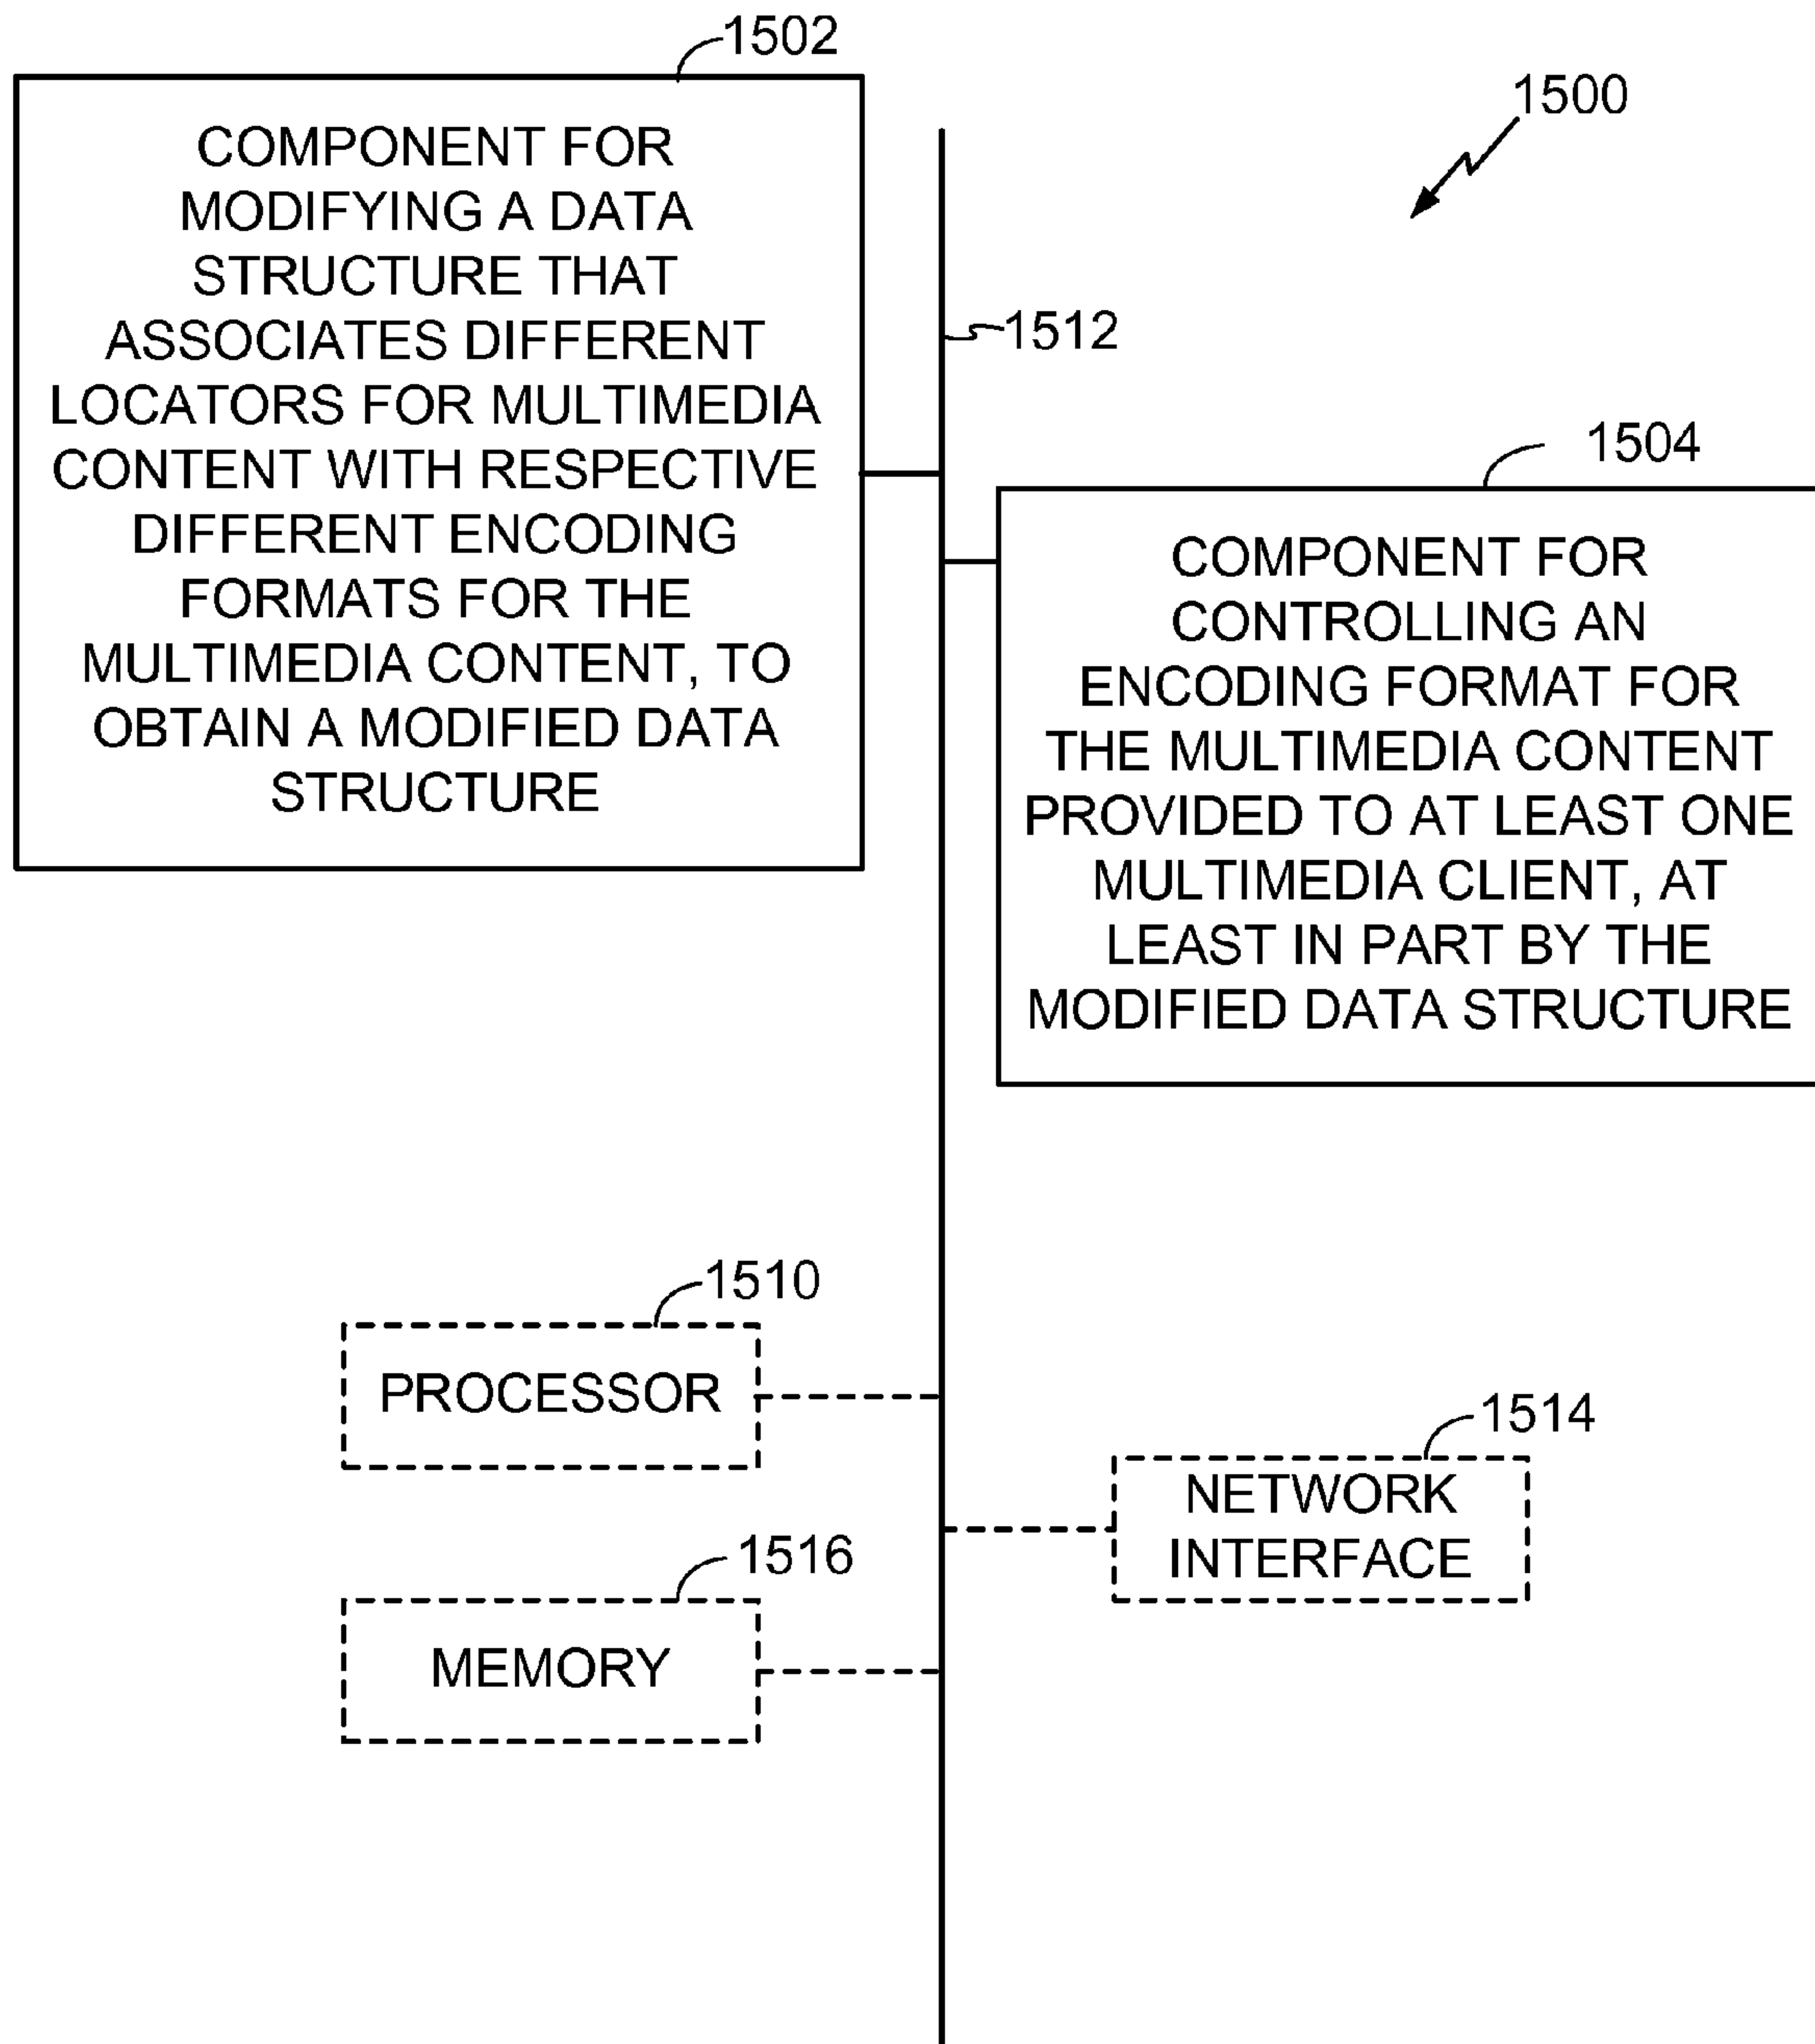 1502
1500
COMPONENT FOR
MODIFYING A DATA
STRUCTURE THAT
ASSOCIATES DIFFERENT
LOCATORS FOR MULTIMEDIA
CONTENT WITH RESPECTIVE
DIFFERENT ENCODING
FORMATS FOR THE
MULTIMEDIA CONTENT, TO
OBTAIN A MODIFIED DATA
STRUCTURE
1512
1504
COMPONENT FOR
CONTROLLING AN
ENCODING FORMAT FOR
THE MULTIMEDIA CONTENT
PROVIDED TO AT LEAST ONE
MULTIMEDIA CLIENT, AT
LEAST IN PART BY THE
MODIFIED DATA STRUCTURE
1510
PROCESSOR
1514
NETWORK
INTERFACE
1516
MEMORY